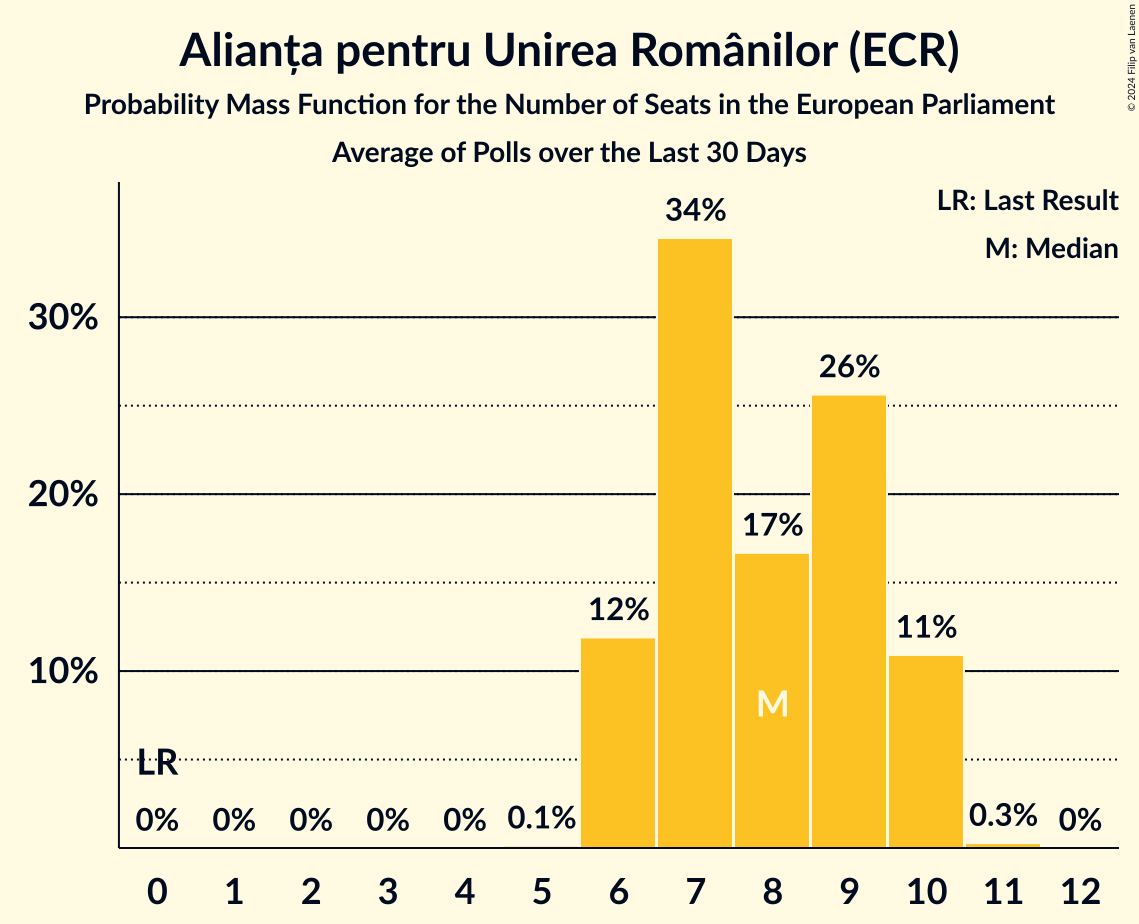 Alianța pentru Unirea Românilor (ECR)
Probability Mass Function for the Number of Seats in the European Parliament
Average of Polls over the Last 30 Days
© 2024 Filip van Laenen
LR: Last Result
M: Median
34%
30%
26%
20%
17%
12%
11%
10%
M
LR
0% 0% 0% 0% 0% 0.1% 0.3% 0%
0 1 2 3 4 5 6 7 8 9 10 11 12